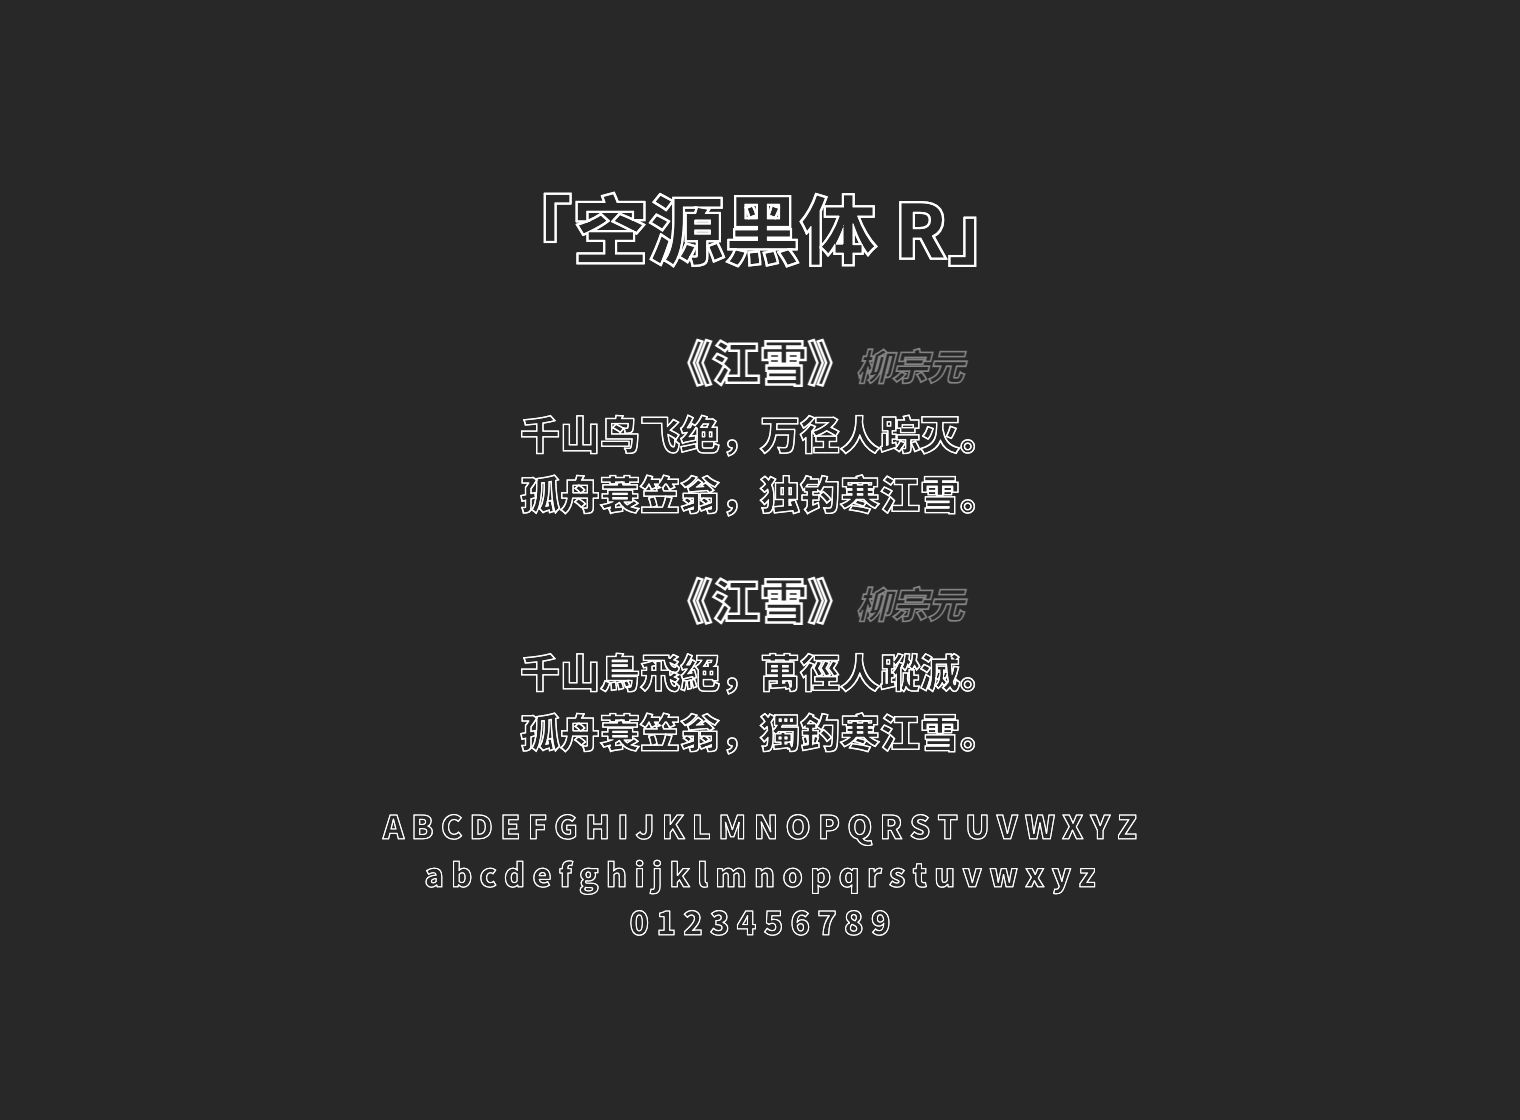 「空源黑体 R」
《江雪》 柳宗元
千山鸟飞绝，万径人踪灭。
孤舟蓑笠翁，独钓寒江雪。
《江雪》 柳宗元
千山鳥飛絕，萬徑人蹤滅。
孤舟蓑笠翁，獨釣寒江雪。
A B C D E F G H I J K L M N O P Q R S T U V W X Y Z
a b c d e f g h i j k l m n o p q r s t u v w x y z
0 1 2 3 4 5 6 7 8 9